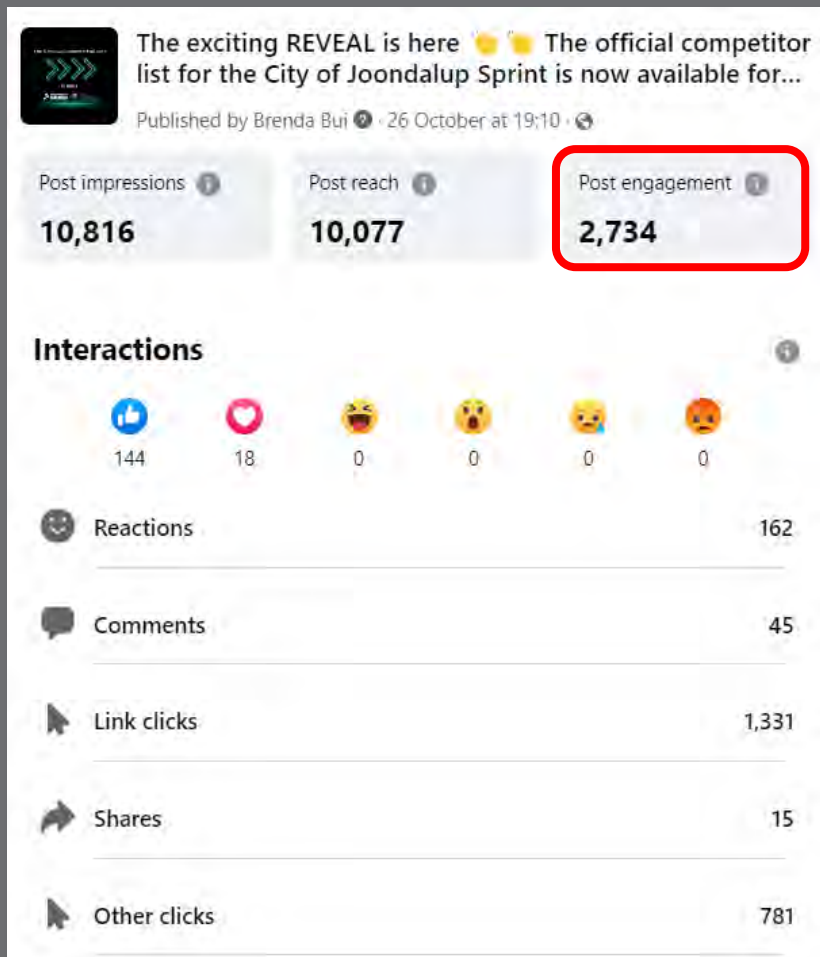 The exciting REVEAL is here 👏 👏 The official competitor
list for the City of Joondalup Sprint is now available for...
Published by Brenda Bui · 26 October at 19:10 ·
Post impressions Post reach Post engagement
10,816 10,077 2,734
Interactions
144 18 0 0 0 0
Reactions 162
Comments 45
Link clicks 1,331
Shares 15
Other clicks 781